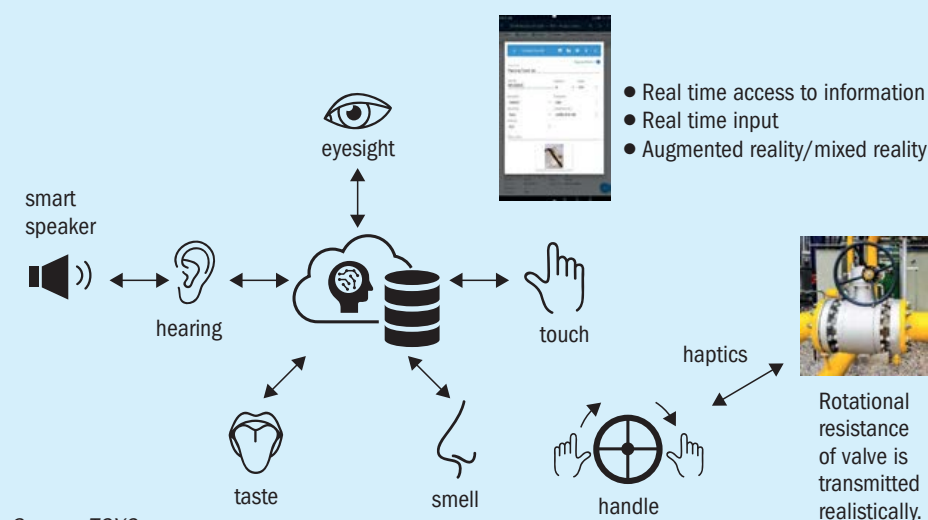 eyesight
● Real time access to information
● Real time input
● Augmented reality/mixed reality
smart
speaker
hearing
touch
haptics
taste
smell
handle
Rotational
resistance
of valve is
transmitted
realistically.